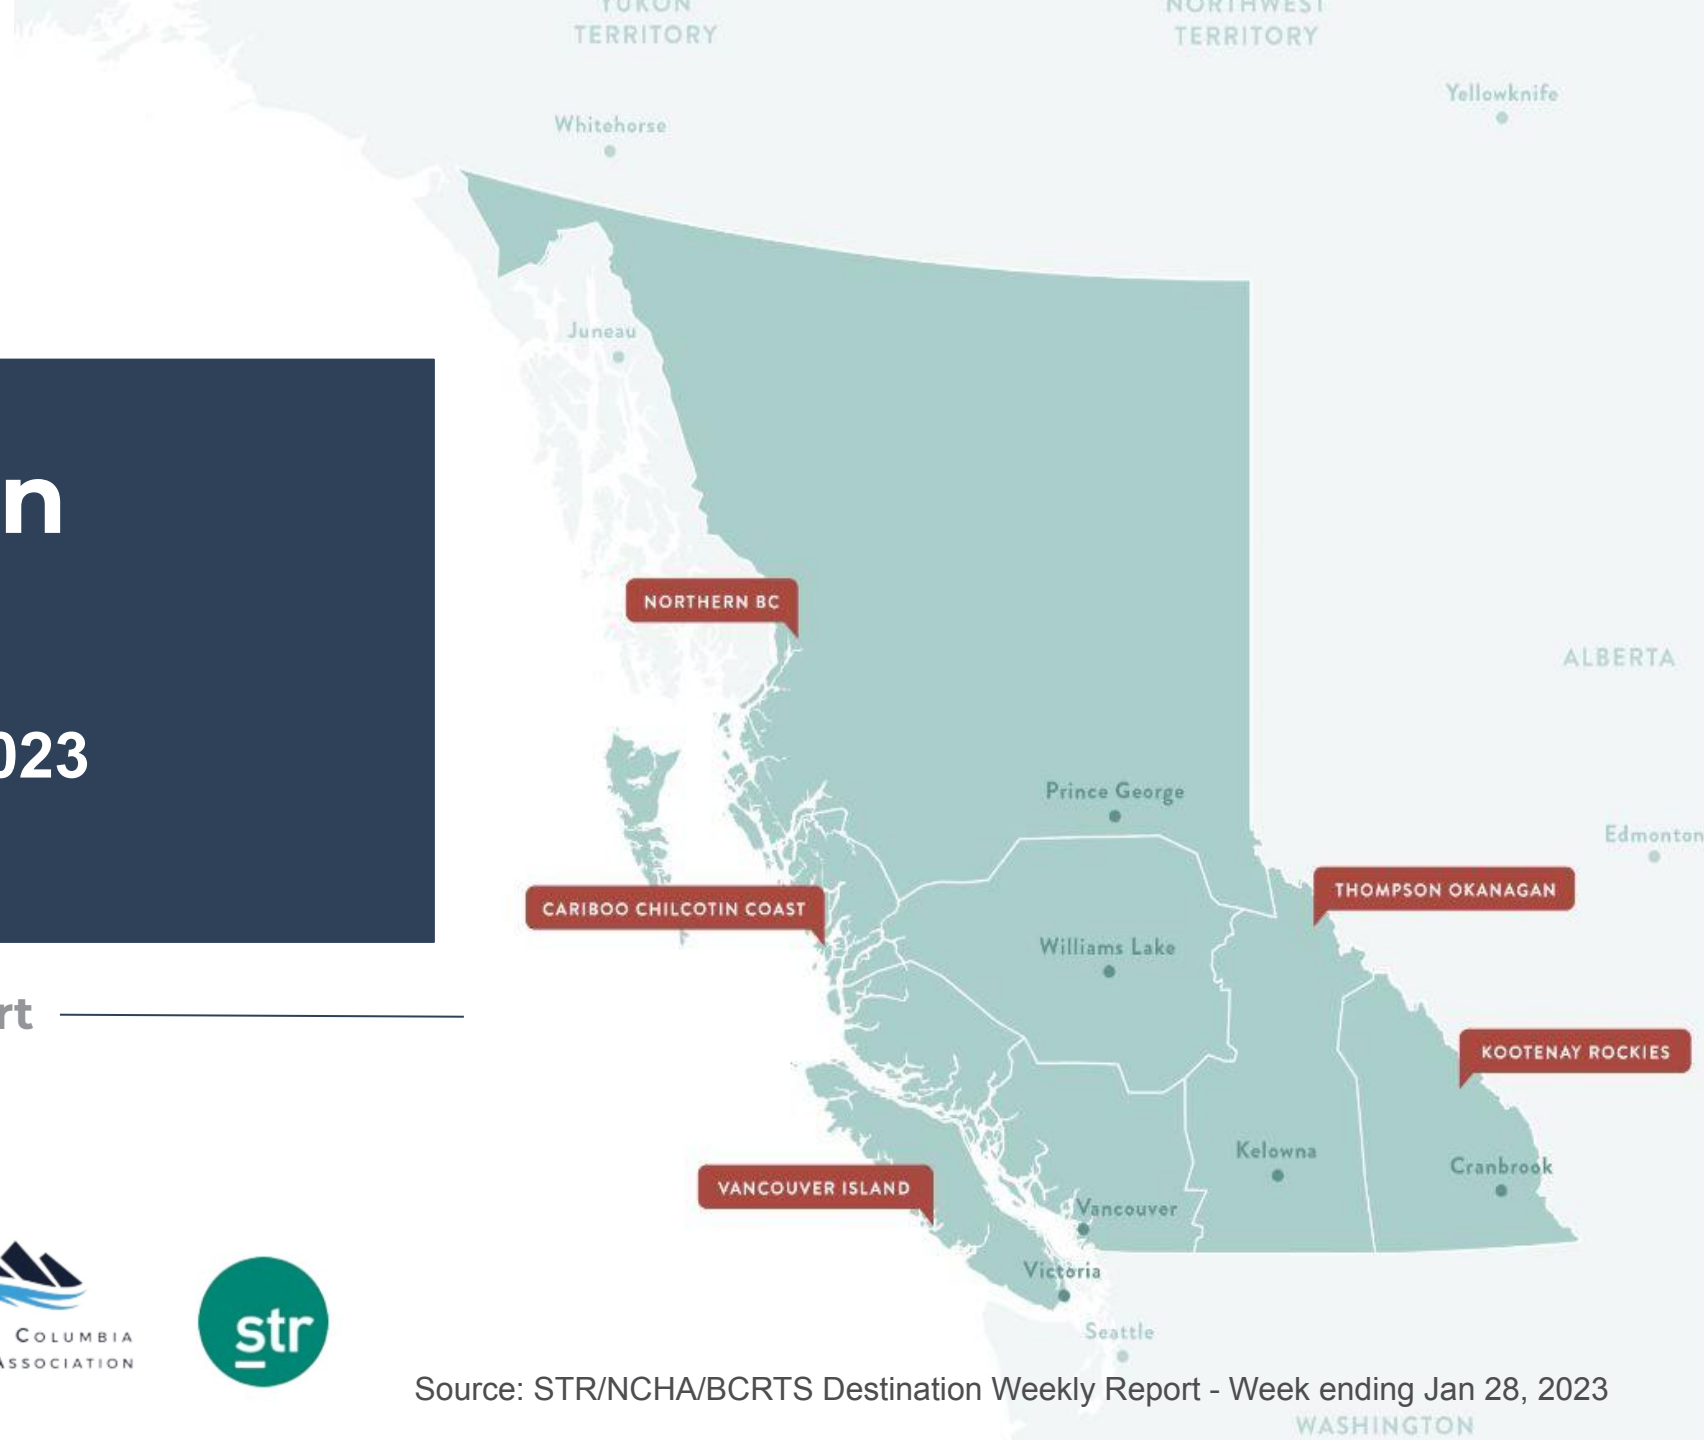 YUKON
TERRITORY
NORTHWEST
TERRITORY
Yellowknife
Whitehorse
Juneau
n
023
NORTHERN BC
ALBERTA
Prince George
Edmonton
THOMPSON OKANAGAN
CARIBOO CHILCOTIN COAST
Williams Lake
rt
KOOTENAY ROCKIES
Kelowna
Cranbrook
VANCOUVER ISLAND
Vancouver
Victoria
COLUMBIA
ASSOCIATION
str
Seattle
Source: STR/NCHA/BCRTS Destination Weekly Report - Week ending Jan 28, 2023
WASHINGTON